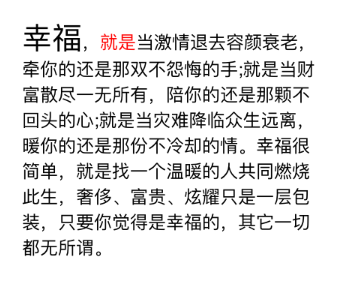 幸福，就是当激情退去容颜衰老，
牵你的还是那双不怨悔的手;就是当财
富散尽一无所有，陪你的还是那颗不
回头的心;就是当灾难降临众生远离，
暖你的还是那份不冷却的情。幸福很
简单，就是找一个温暖的人共同燃烧
此生，奢侈、富贵、炫耀只是一层包
装，只要你觉得是幸福的，其它一切
都无所谓。